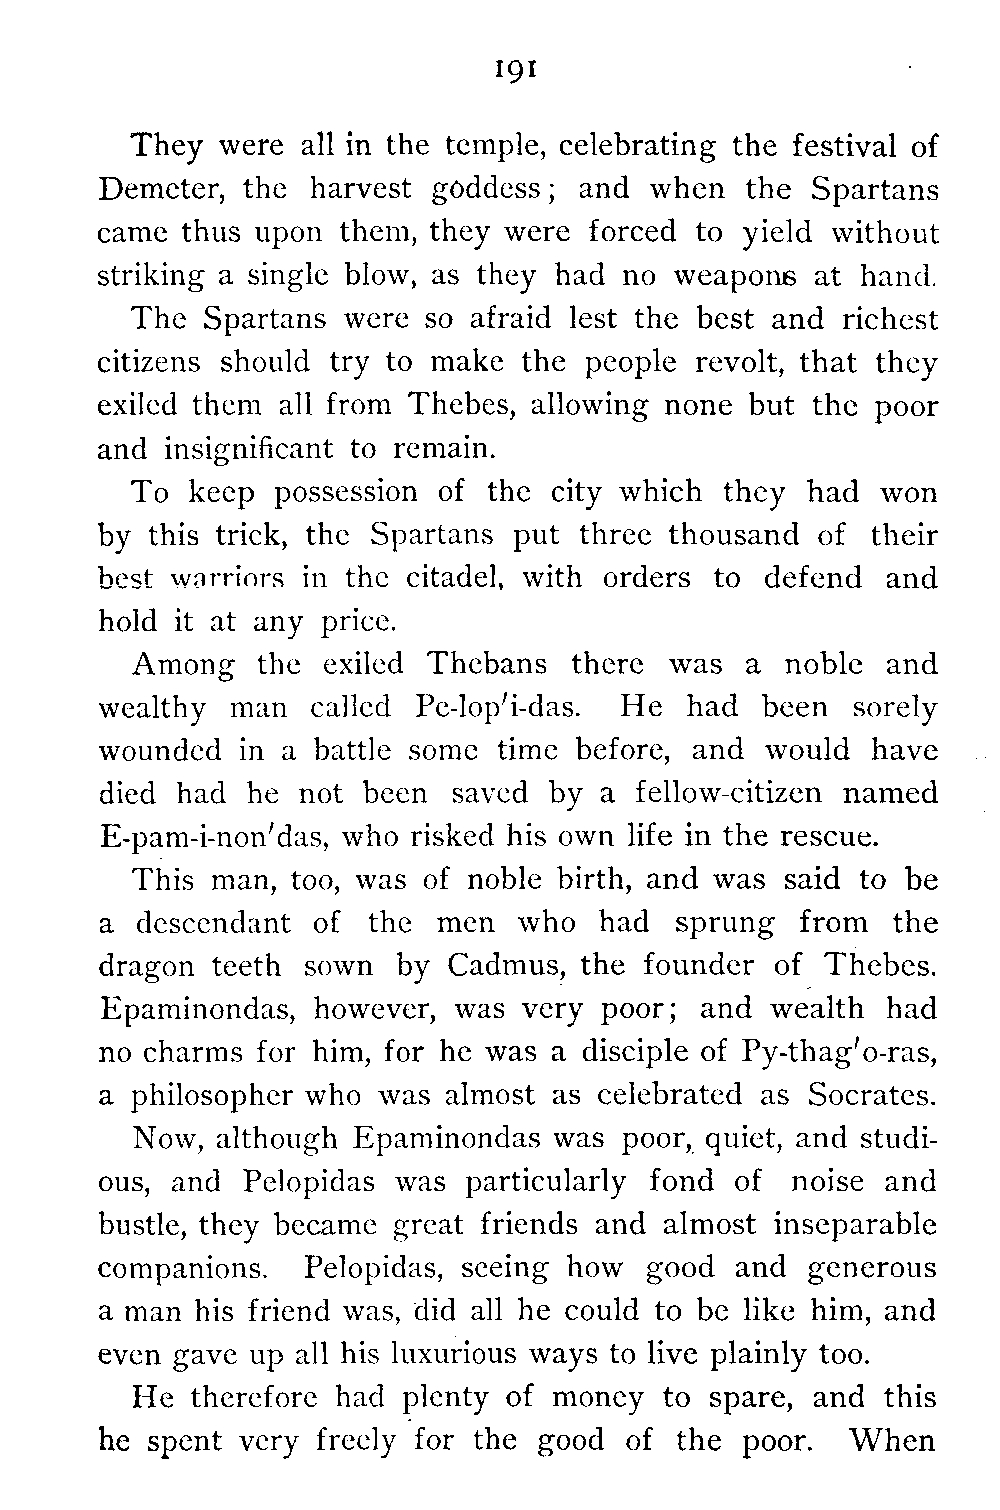 191
They were all in the temple, celebrating the festival of
Demeter, the harvest goddess; and when the Spartans
came thus upon them, they were forced to yield without
striking a single blow, as they had no weapons at hand.
The Spartans were so afraid lest the best and richest
citizens should try to make the people revolt, that they
exiled them all from Thebes, allowing none but the poor
and insignificant to remain.
To keep possession of the city which they had won
by this trick, the Spartans put three thousand of their
best warriors in the citadel, with orders to defend and
hold it at any price.
Among the exiled Thebans there was a noble and
wealthy man called Pe-lop'i-das. He had been sorely
wounded in a battle some time before, and would have
died had he not been saved by a fellow-citizen named
E-pam-i-non'das, who risked his own life in the rescue.
This man, too, was of noble birth, and was said to be
a descendant of the men who had sprung from the
dragon teeth sown by Cadmus, the founder of Thebes.
Epaminondas, however, was very poor; and wealth had
no charms for him, for he was a disciple of Py-thag'o-ras,
a philosopher who was almost as celebrated as Socrates.
Now, although Epaminondas was poor, quiet, and studi-
ous, and Pelopidas was particularly fond of noise and
bustle, they became great friends and almost inseparable
companions. Pelopidas, seeing how good and generous
a man his friend was, did all he could to be like him, and
even gave up all his luxurious ways to live plainly too.
He therefore had plenty of money to spare, and this
he spent very freely for the good of the poor. When